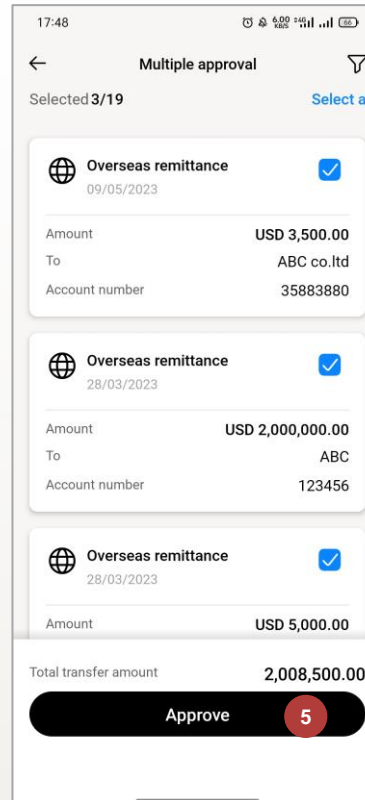 17:48 6.00 KB/S 4G 66
Multiple approval
Selected 3/19 Select a
Overseas remittance
09/05/2023
Amount USD 3,500.00
To ABC co.ltd
Account number 35883880
Overseas remittance
28/03/2023
Amount USD 2,000,000.00
To ABC
Account number 123456
Overseas remittance
28/03/2023
Amount USD 5,000.00
Total transfer amount 2,008,500.00
Approve 5